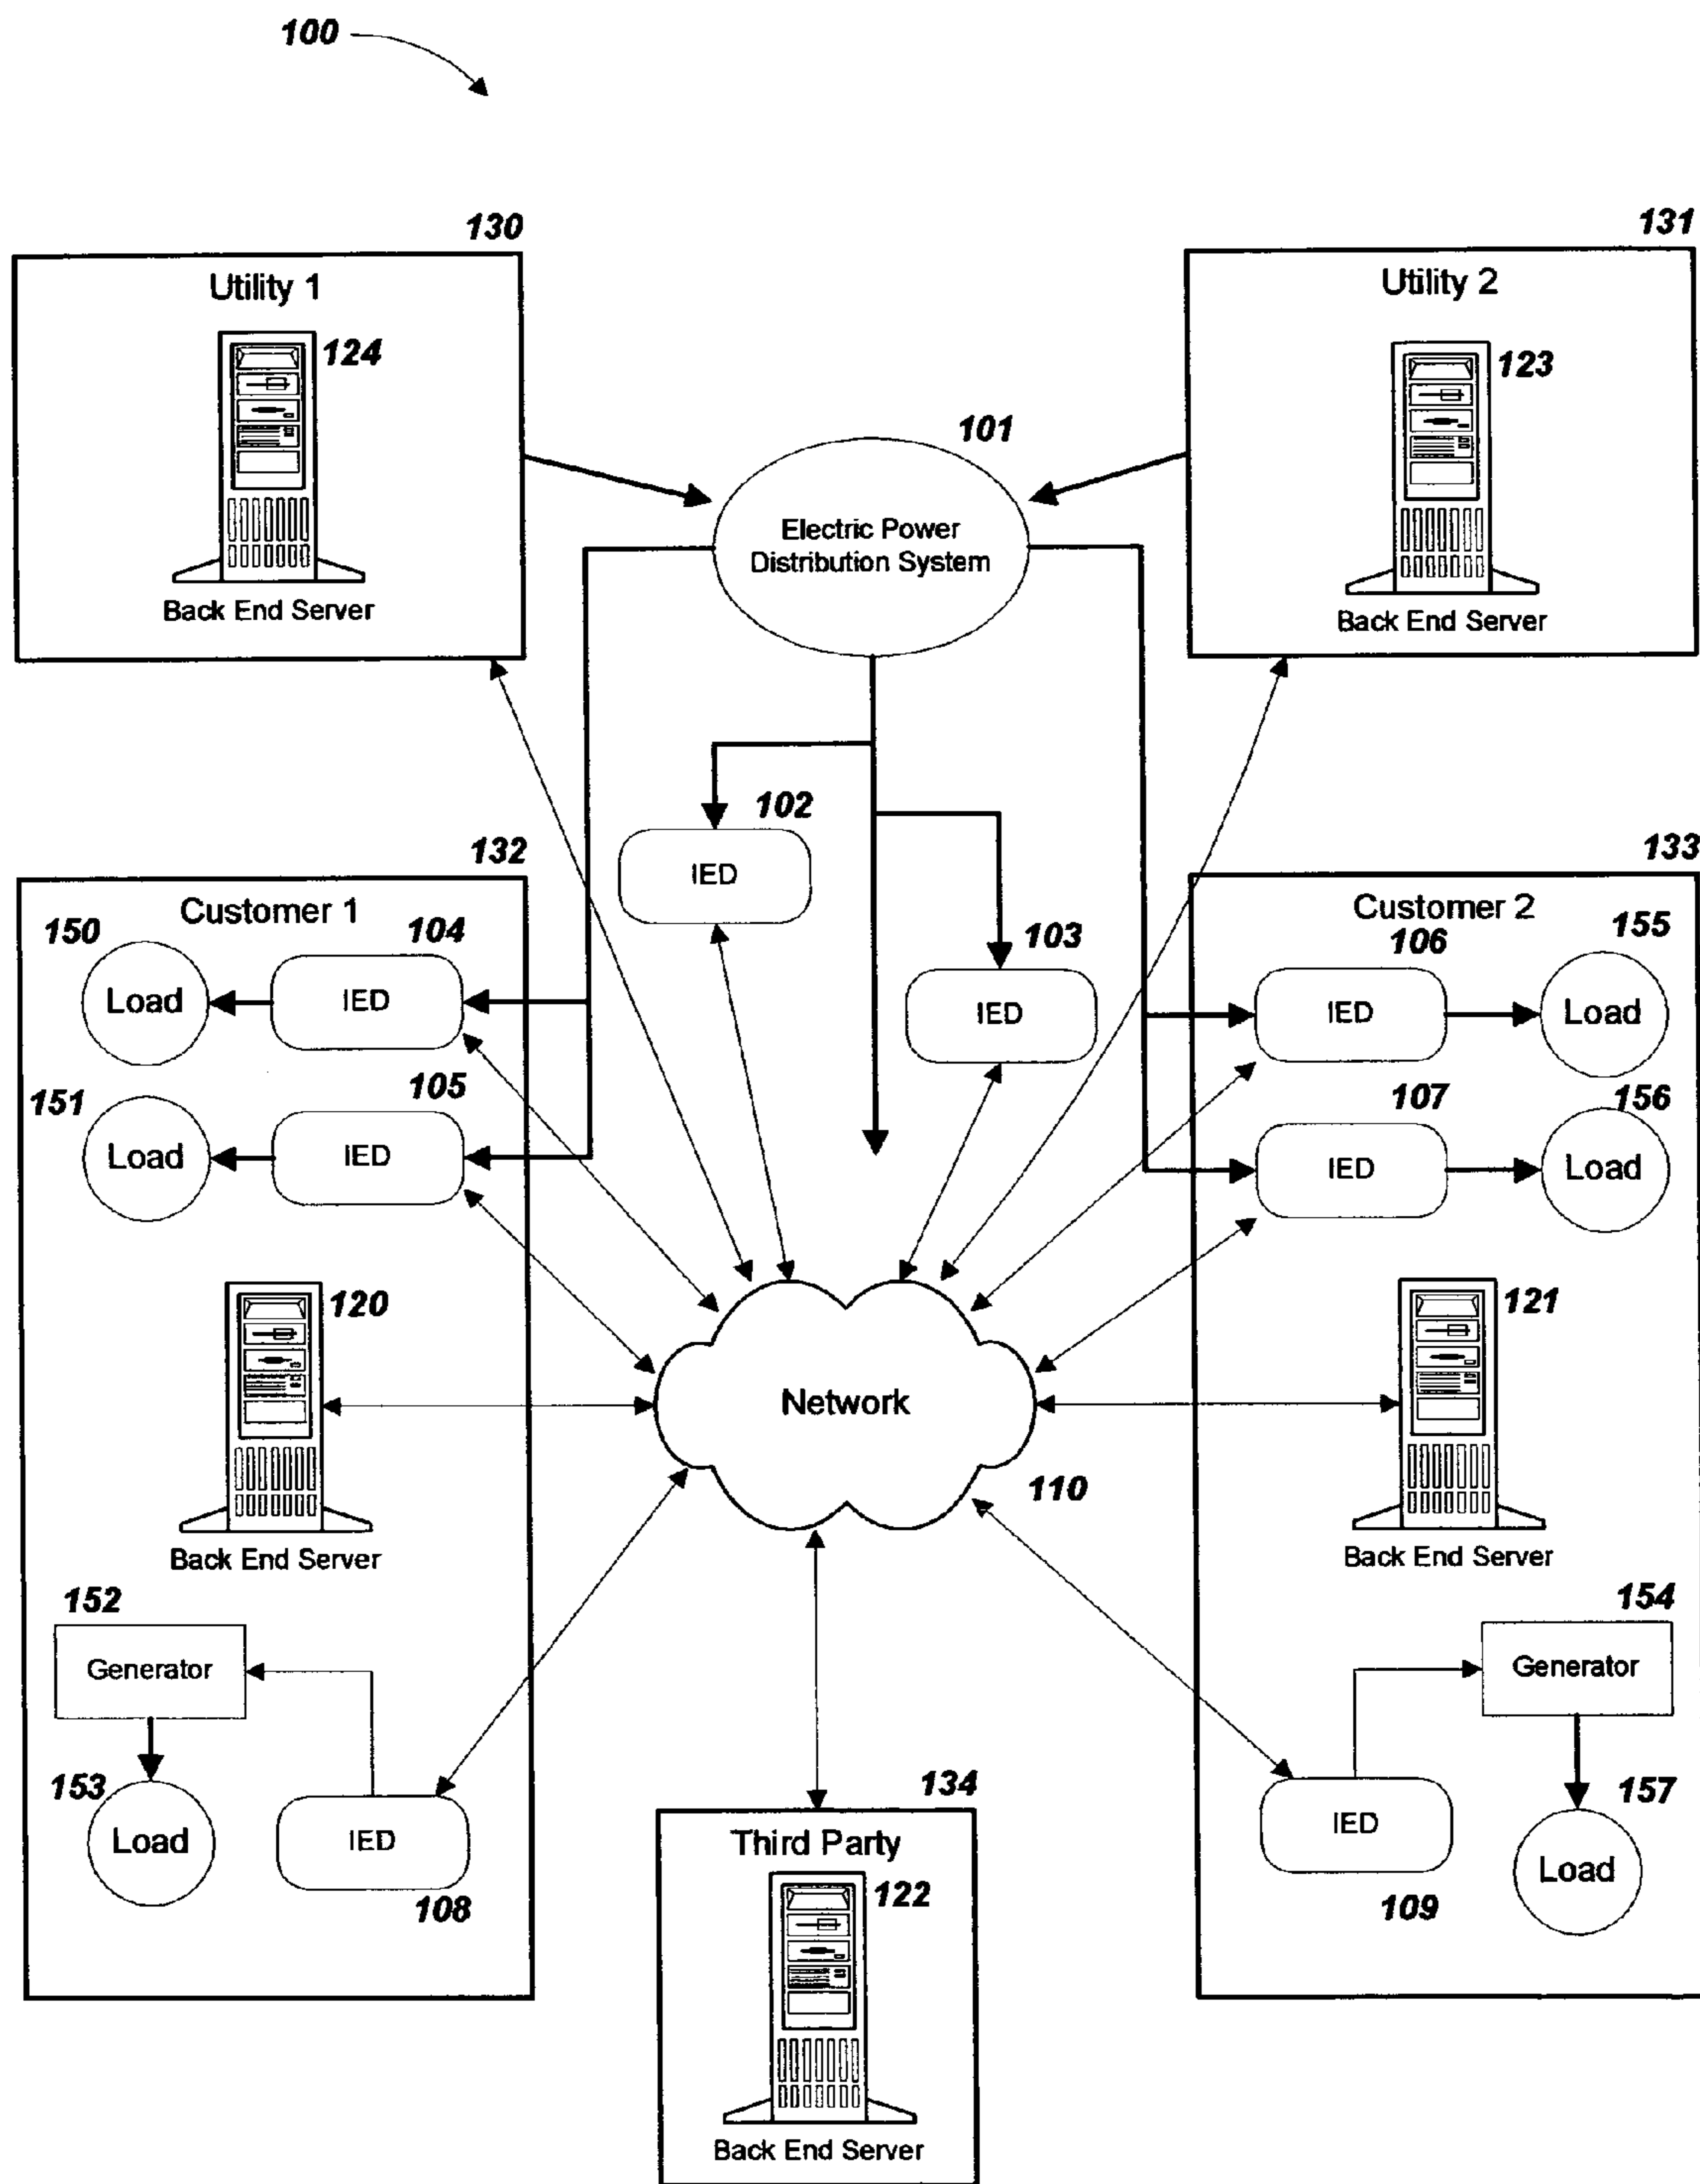 100
130
131
Utility 1
Utility 2
124
123
101
Electric Power
Distribution System
Back End Server
Back End Server
102
132
133
IED
Customer 1
Customer 2
150
104
103
106
155
Load
IED
IED
IED
Load
151
105
107
156
Load
IED
IED
Load
120
121
Network
110
Back End Server
Back End Server
152
154
Generator
Generator
153
134
157
Load
IED
Third Party
IED
Load
108
122
109
Back End Server